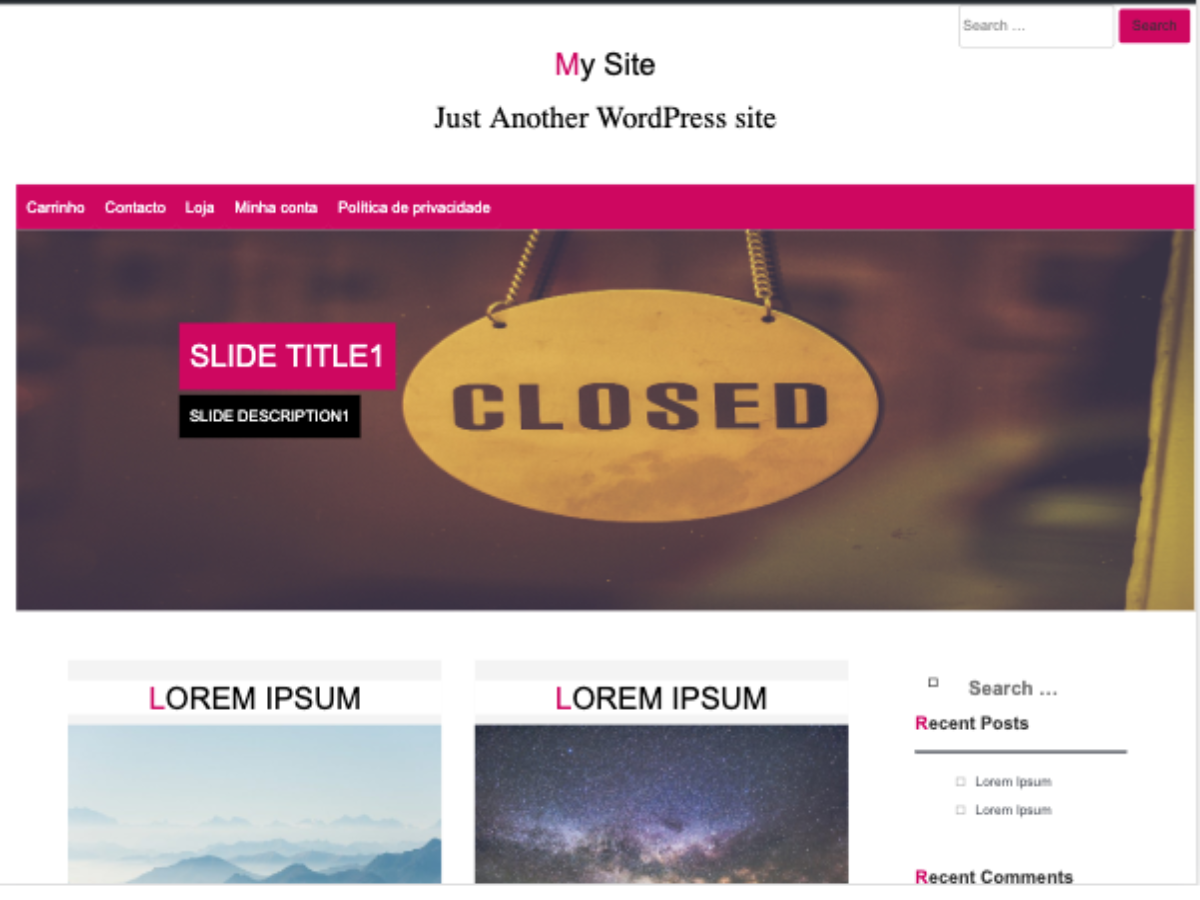 Search ... Search
My Site
Just Another WordPress site
Carrinho Contacto Loja Minha conta Política de privacidade
SLIDE TITLE1
SLIDE DESCRIPTION1
CLOSED
LOREM IPSUM
LOREM IPSUM
Search ...
Recent Posts
Lorem Ipsum
Lorem Ipsum
Recent Comments